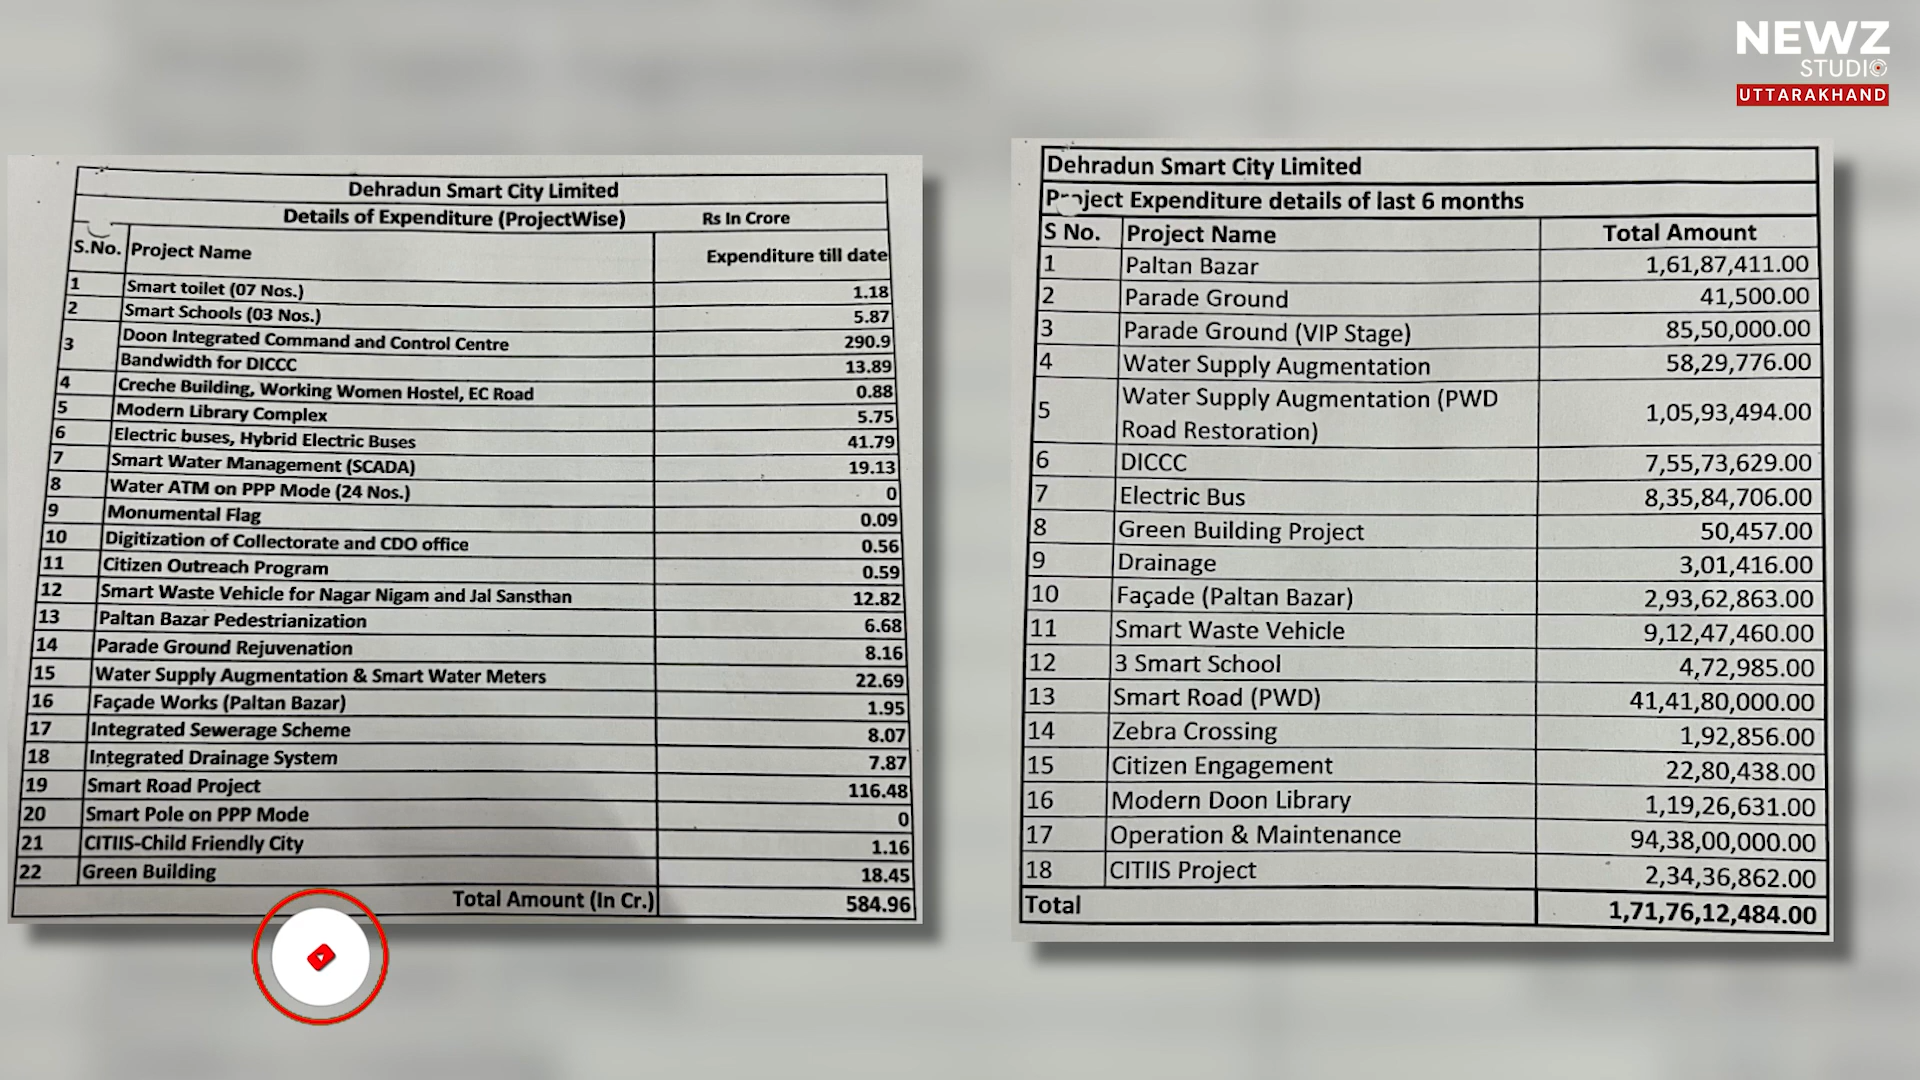 NEWZ
STUDIO
UTTARAKHAND
Dehradun Smart City Limited
Details of Expenditure (ProjectWise) Rs In Crore
S.No. Project Name Expenditure till date
1 Smart toilet (07 Nos.) 1.18
2 Smart Schools (03 Nos.) 5.87
3 Doon Integrated Command and Control Centre 290.9
Bandwidth for DICCC 13.89
4 Creche Building, Working Women Hostel, EC Road 0.88
5 Modern Library Complex 5.75
6 Electric buses, Hybrid Electric Buses 41.79
7 Smart Water Management (SCADA) 19.13
8 Water ATM on PPP Mode (24 Nos.) 0
9 Monumental Flag 0.09
10 Digitization of Collectorate and CDO office 0.56
11 Citizen Outreach Program 0.59
12 Smart Waste Vehicle for Nagar Nigam and Jal Sansthan 12.82
13 Paltan Bazar Pedestrianization 6.68
14 Parade Ground Rejuvenation 8.16
15 Water Supply Augmentation & Smart Water Meters 22.69
16 Façade Works (Paltan Bazar) 1.95
17 Integrated Sewerage Scheme 8.07
18 Integrated Drainage System 7.87
19 Smart Road Project 116.48
20 Smart Pole on PPP Mode 0
21 CITIIS-Child Friendly City 1.16
22 Green Building 18.45
Total Amount (In Cr.) 584.96
Dehradun Smart City Limited
Project Expenditure details of last 6 months
S No. Project Name Total Amount
1 Paltan Bazar 1,61,87,411.00
2 Parade Ground 41,500.00
3 Parade Ground (VIP Stage) 85,50,000.00
4 Water Supply Augmentation 58,29,776.00
5 Water Supply Augmentation (PWD
Road Restoration) 1,05,93,494.00
6 DICCC 7,55,73,629.00
7 Electric Bus 8,35,84,706.00
8 Green Building Project 50,457.00
9 Drainage 3,01,416.00
10 Façade (Paltan Bazar) 2,93,62,863.00
11 Smart Waste Vehicle 9,12,47,460.00
12 3 Smart School 4,72,985.00
13 Smart Road (PWD) 41,41,80,000.00
14 Zebra Crossing 1,92,856.00
15 Citizen Engagement 22,80,438.00
16 Modern Doon Library 1,19,26,631.00
17 Operation & Maintenance 94,38,00,000.00
18 CITIIS Project 2,34,36,862.00
Total 1,71,76,12,484.00